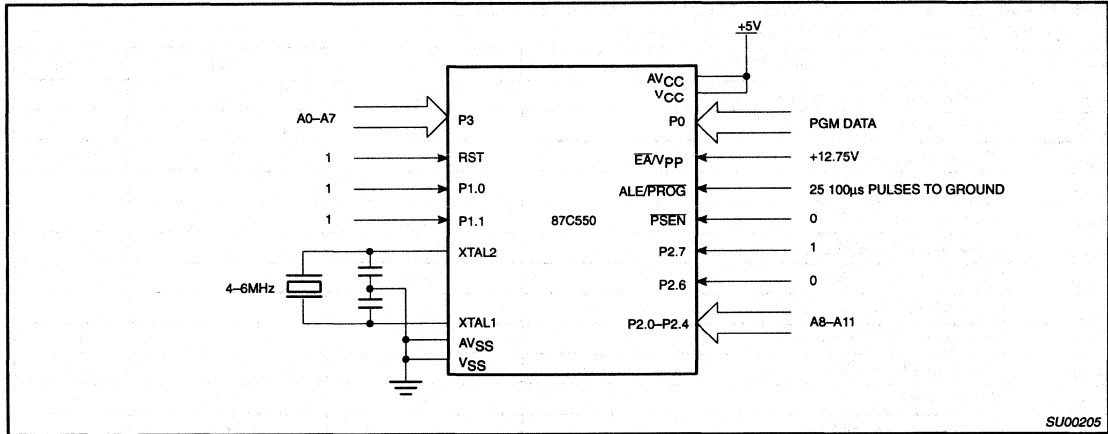 +5V
AVCC
VCC
A0–A7
P3
P0
PGM DATA
1
RST
EA/VPP
+12.75V
1
P1.0
ALE/PROG
25 100µs PULSES TO GROUND
1
P1.1
87C550
PSEN
0
XTAL2
P2.7
1
4–6MHz
P2.6
0
XTAL1
P2.0–P2.4
A8–A11
AVSS
VSS
SU00205